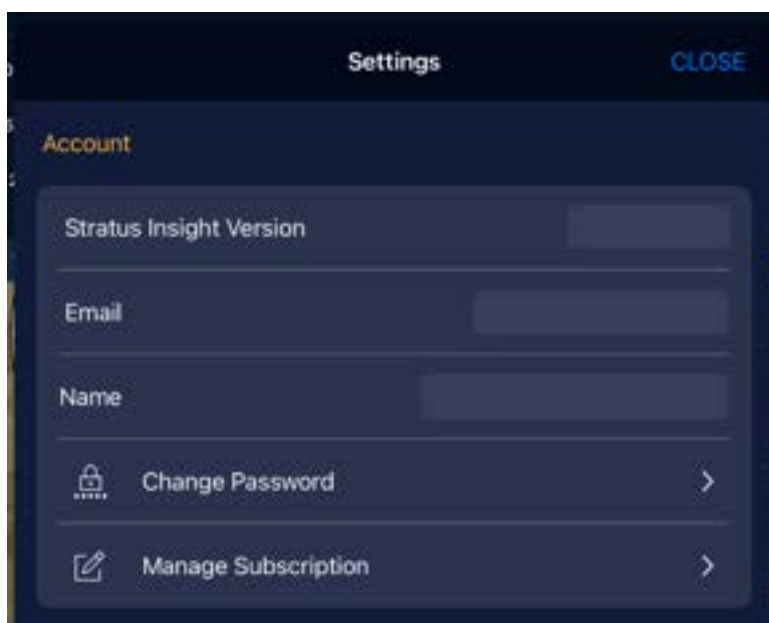 Settings
CLOSE
Account
Stratus Insight Version
Email
Name
Change Password
Manage Subscription